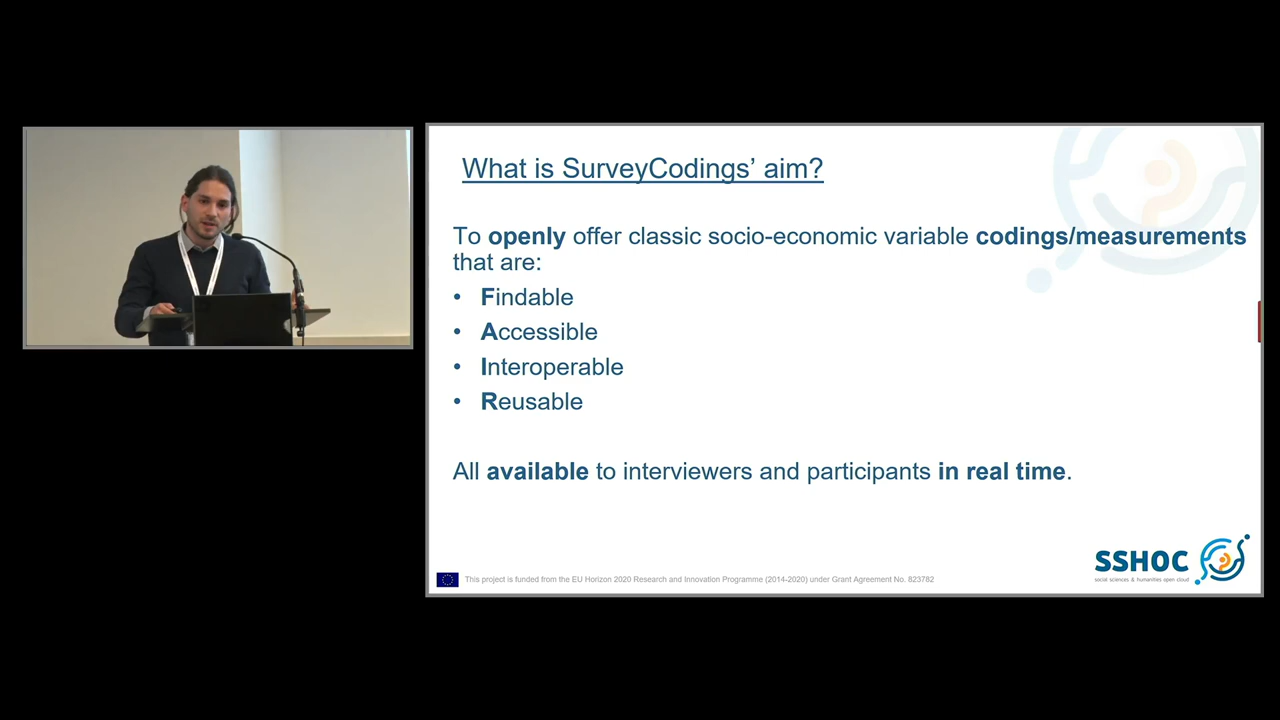 What is SurveyCodings’ aim?
To openly offer classic socio-economic variable codings/measurements
that are:
• Findable
• Accessible
• Interoperable
• Reusable
All available to interviewers and participants in real time.
SSHOC
social sciences & humanities open cloud
This project is funded from the EU Horizon 2020 Research and Innovation Programme (2014-2020) under Grant Agreement No. 823782